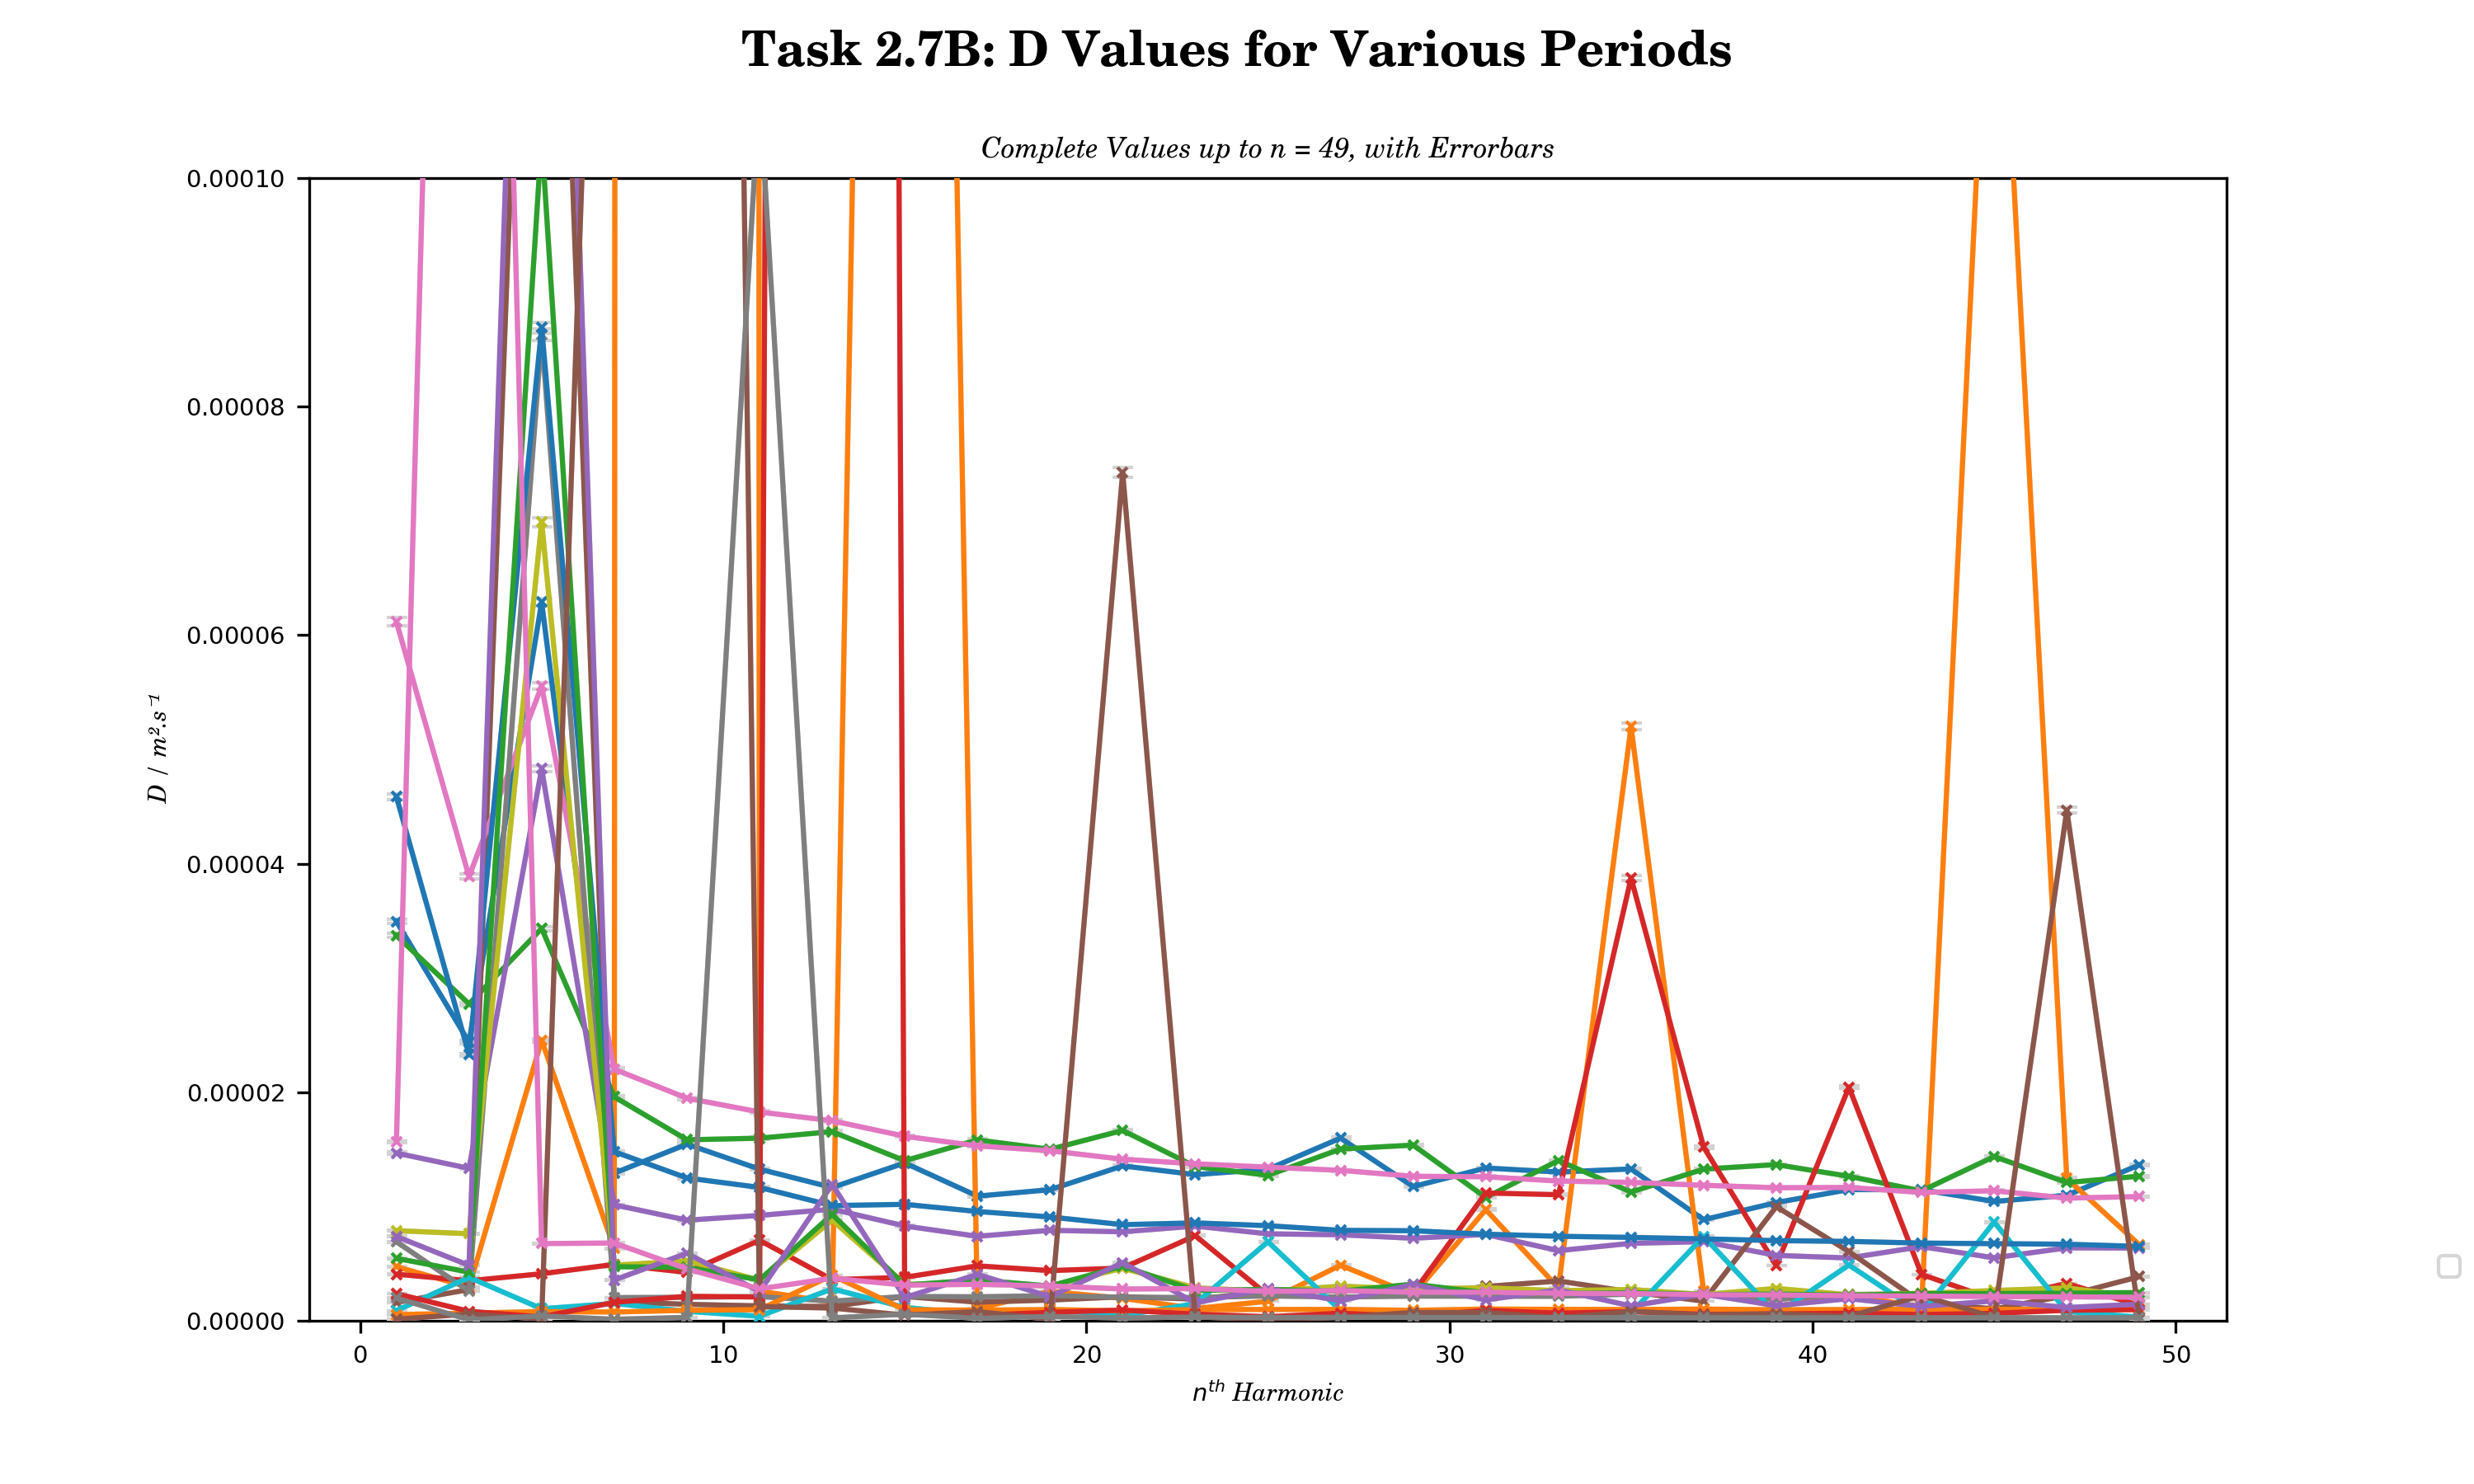 Task 2.7B: D Values for Various Periods
Complete Values up to n = 49, with Errorbars
0.00010
0.00008
0.00006
0.00004
0.00002
0.00000
D / m².s⁻¹
0 10 20 30 40 50
nᵗʰ Harmonic